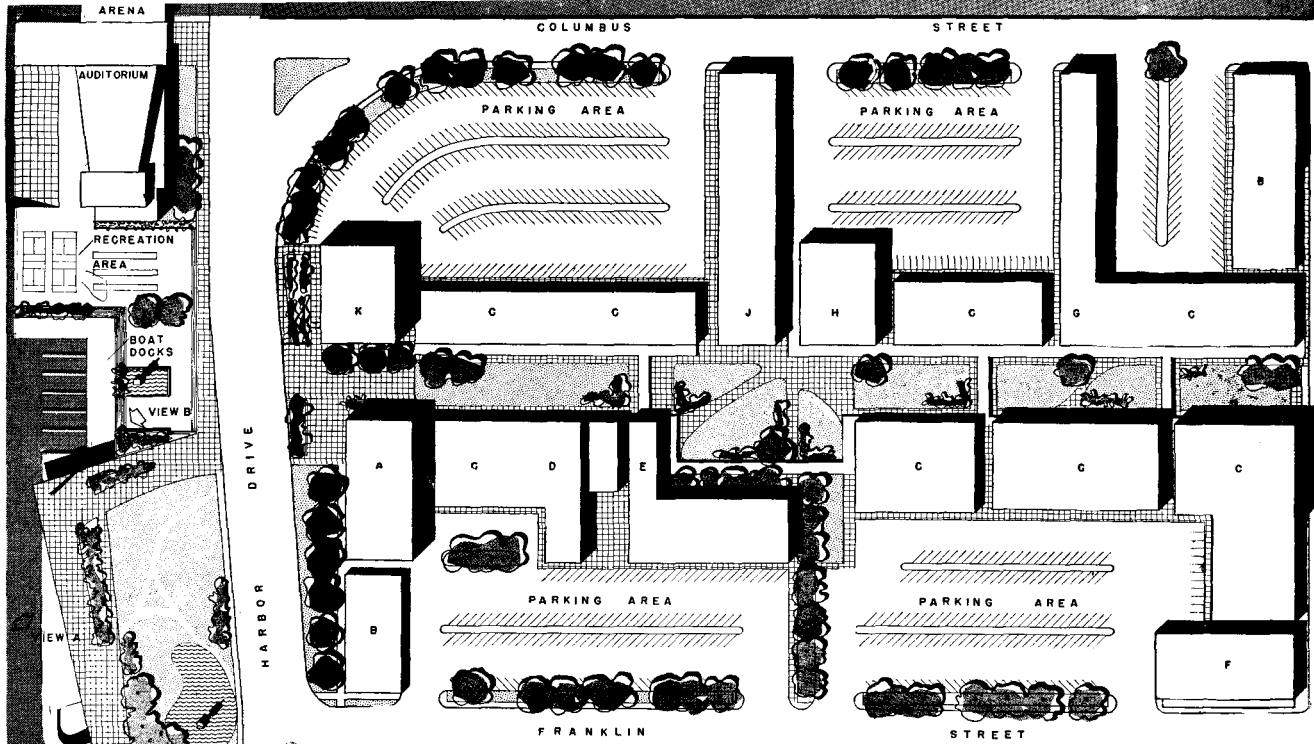 ARENA
COLUMBUS STREET
AUDITORIUM
PARKING AREA
PARKING AREA
B
RECREATION
AREA
K
C
C
J
H
C
G
C
BOAT
DOCKS
VIEW B
HARBOR DRIVE
A
C
D
E
C
G
C
PARKING AREA
PARKING AREA
B
VIEW A
F
FRANKLIN STREET